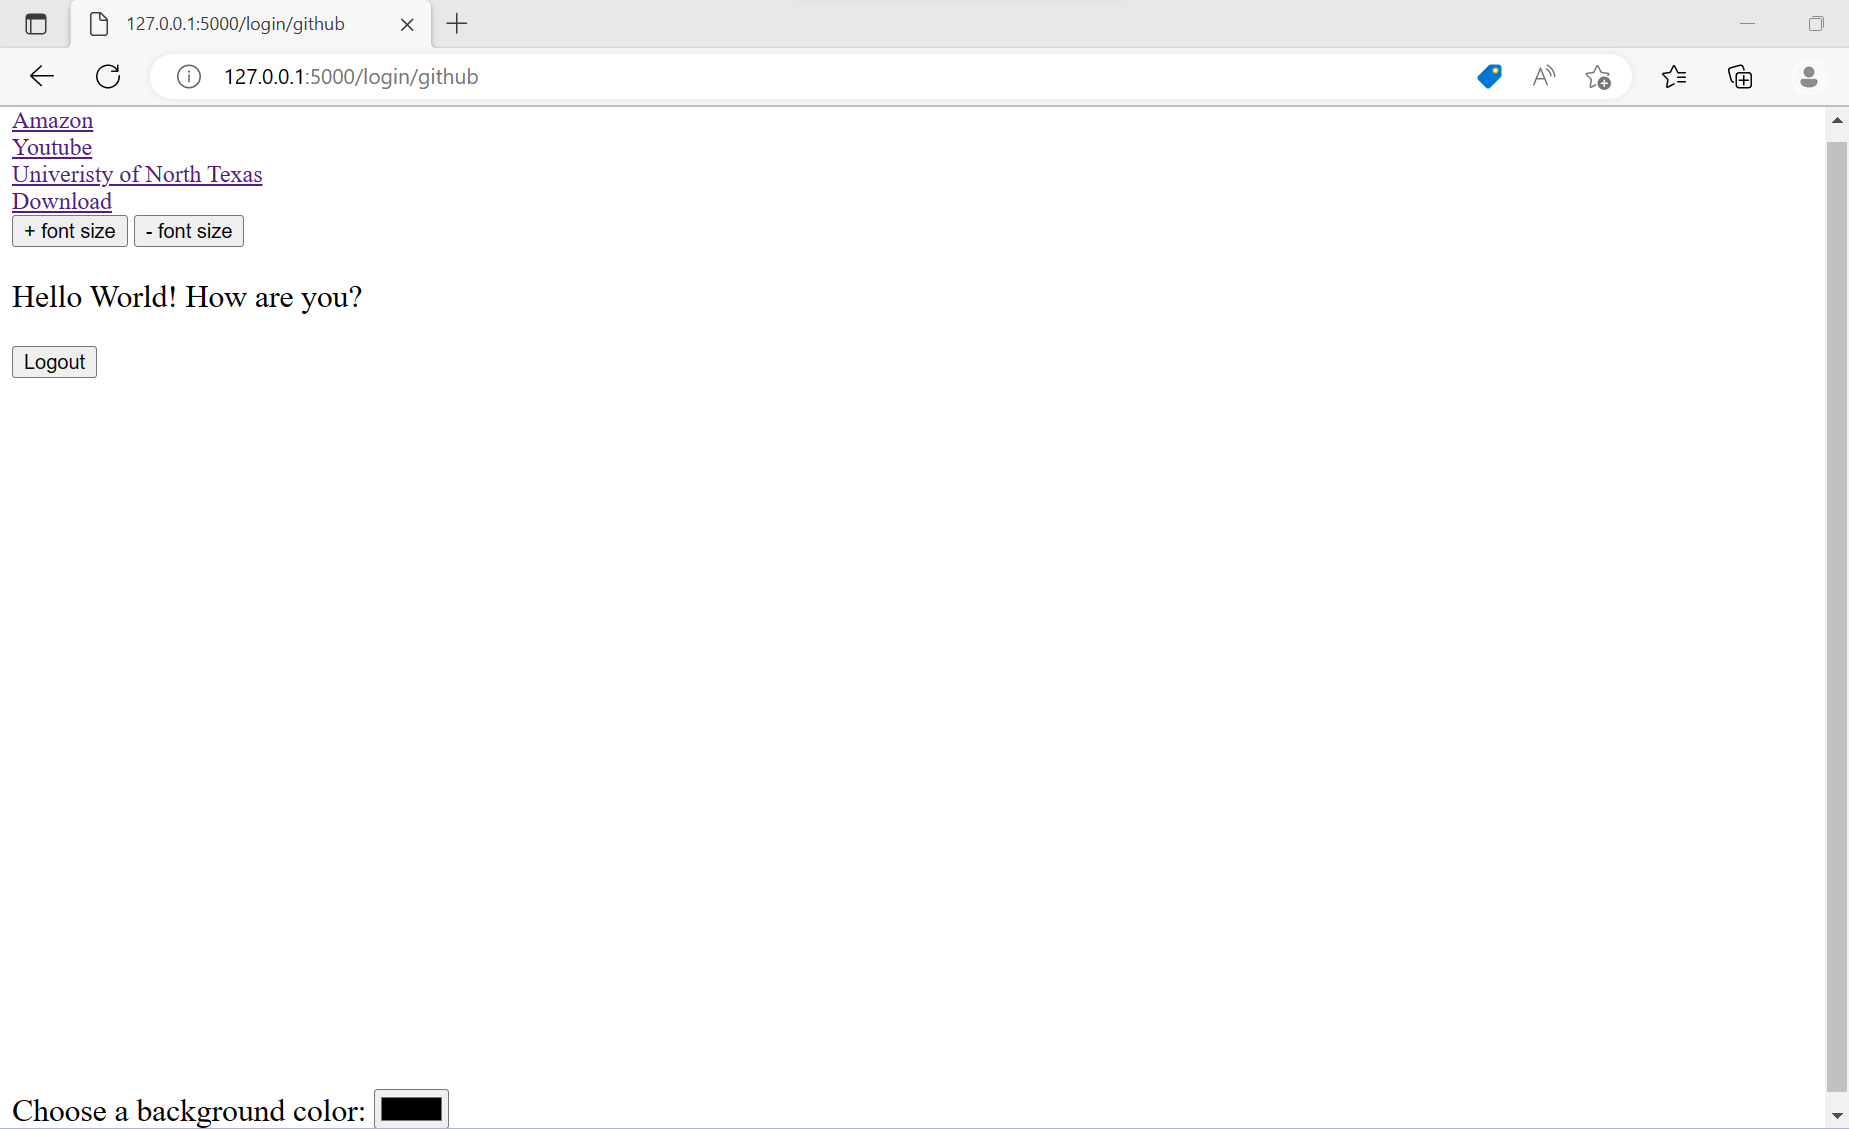 127.0.0.1:5000/login/github
127.0.0.1:5000/login/github
Amazon
Youtube
Univeristy of North Texas
Download
+ font size - font size
Hello World! How are you?
Logout
Choose a background color: